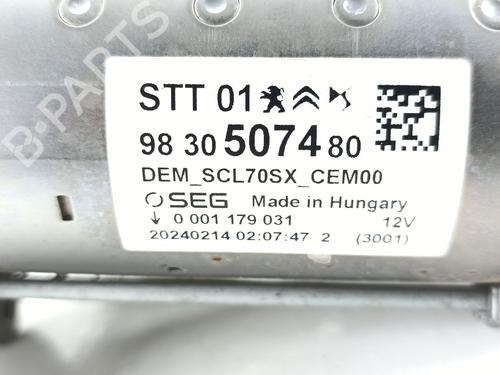 STT 01
98 30 5074 80
DEM_SCL70SX_CEM00
SEG Made in Hungary
↓ 0 001 179 031 12V
20240214 02:07:47 2 (3001)
B-PARTS